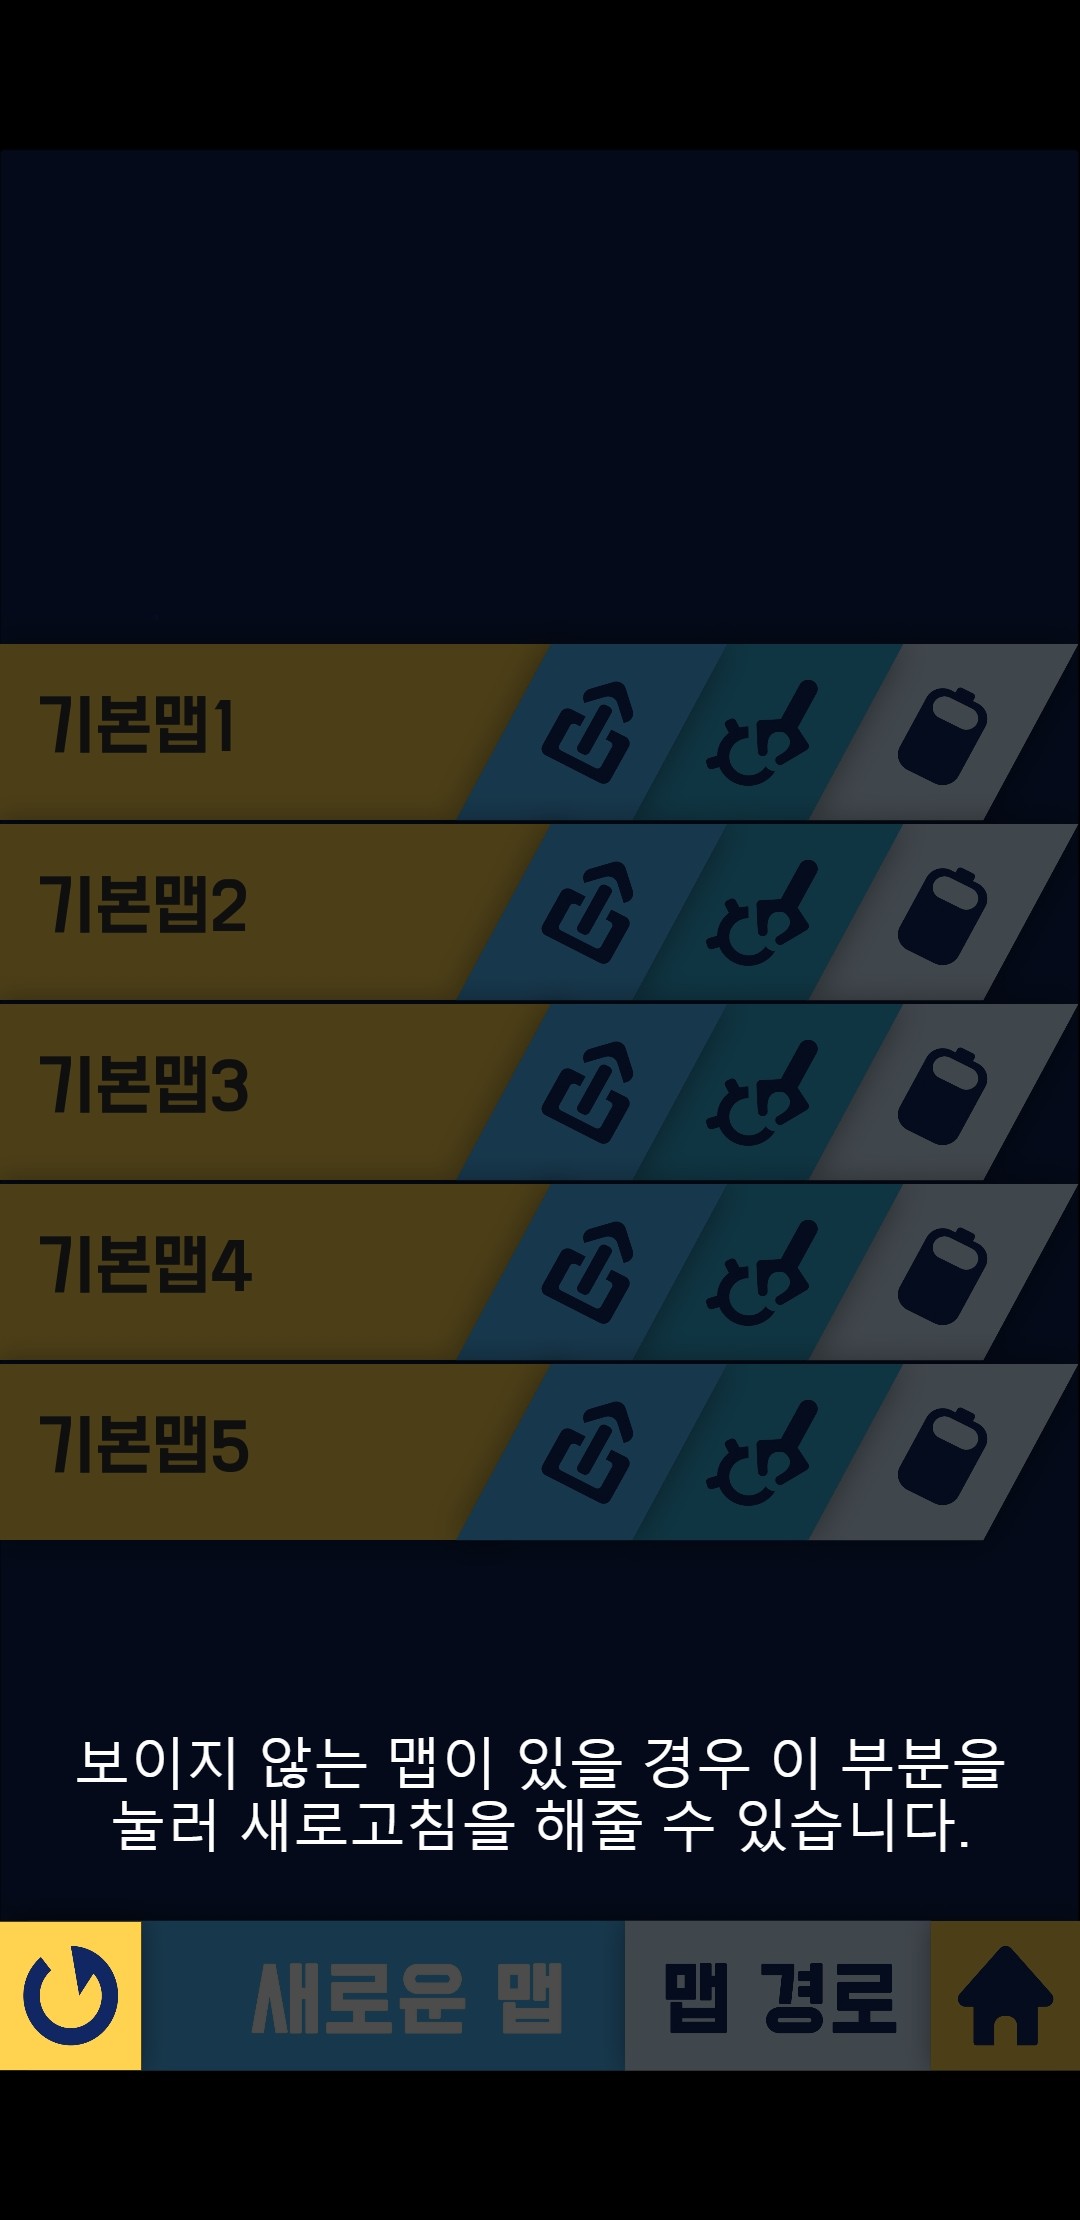 기본맵1
기본맵2
기본맵3
기본맵4
기본맵5
보이지 않는 맵이 있을 경우 이 부분을
눌러 새로고침을 해줄 수 있습니다.
새로운 맵
맵 경로